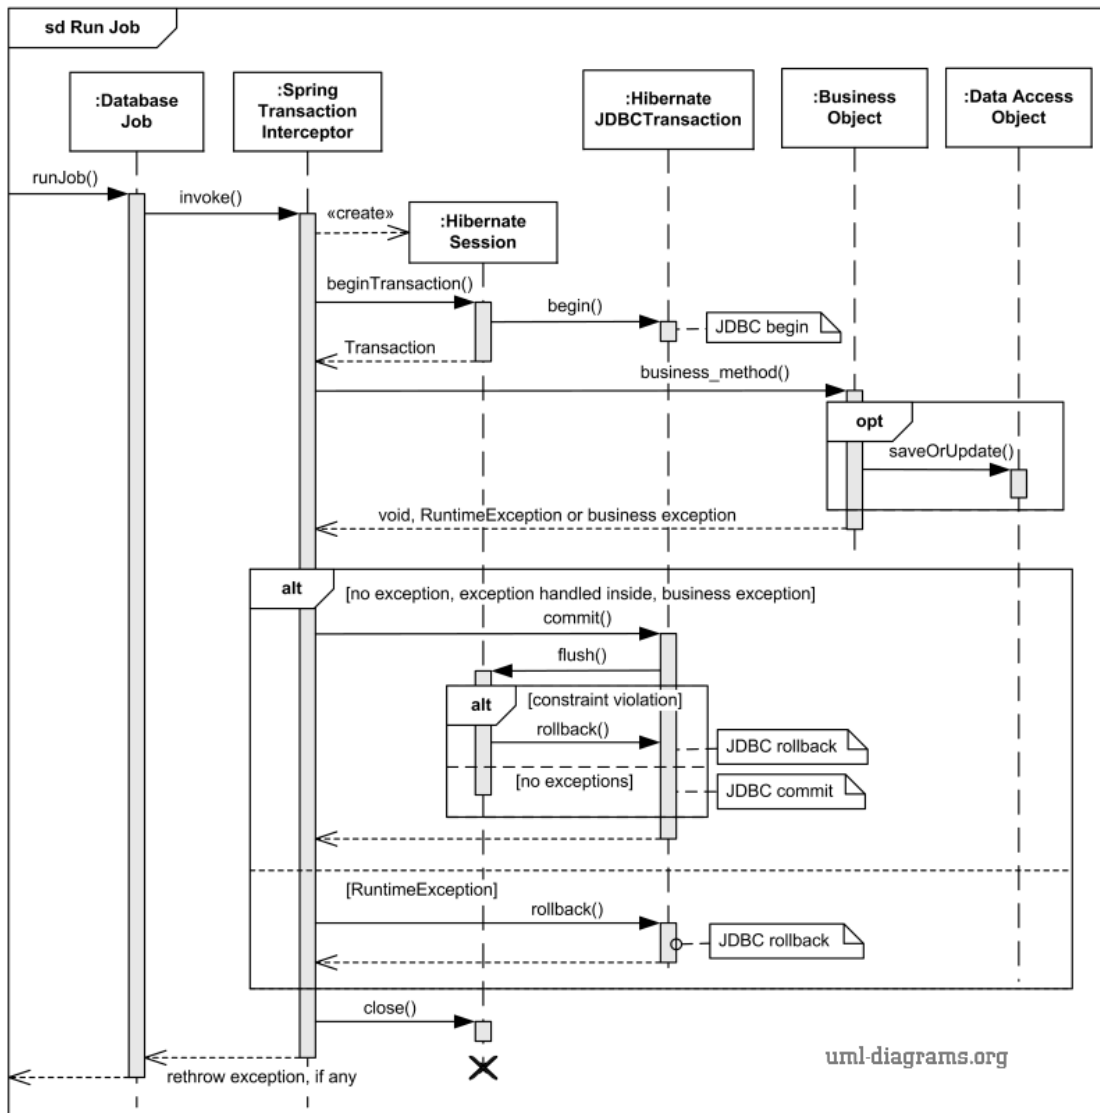 sd Run Job
:Database
Job
:Spring
Transaction
Interceptor
:Hibernate
JDBCTransaction
:Business
Object
:Data Access
Object
runJob()
invoke()
«create»
:Hibernate
Session
beginTransaction()
begin()
JDBC begin
Transaction
business_method()
opt
saveOrUpdate()
void, RuntimeException or business exception
alt
[no exception, exception handled inside, business exception]
commit()
flush()
alt
[constraint violation]
rollback()
JDBC rollback
[no exceptions]
JDBC commit
[RuntimeException]
rollback()
JDBC rollback
close()
uml-diagrams.org
rethrow exception, if any